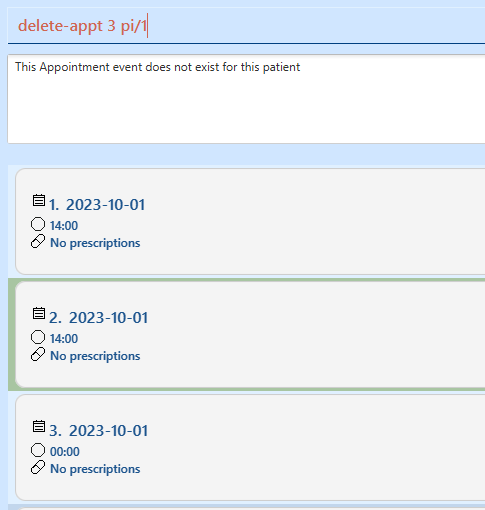 delete-appt 3 pi/1
This Appointment event does not exist for this patient
1. 2023-10-01
14:00
No prescriptions
2. 2023-10-01
14:00
No prescriptions
3. 2023-10-01
00:00
No prescriptions